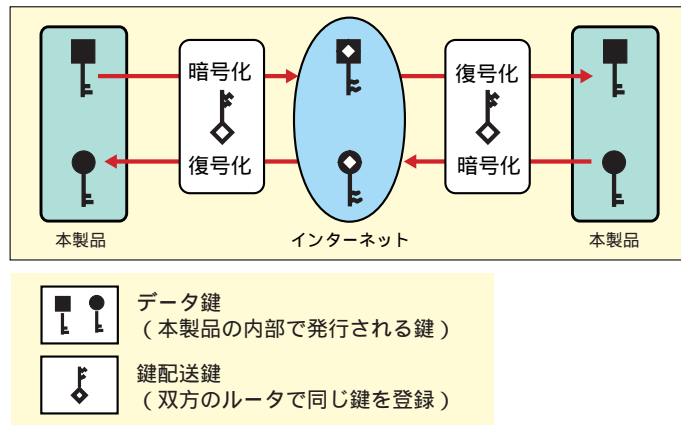 暗号化
復号化
復号化
暗号化
本製品
インターネット
本製品
データ鍵
（本製品の内部で発行される鍵）
鍵配送鍵
（双方のルータで同じ鍵を登録）